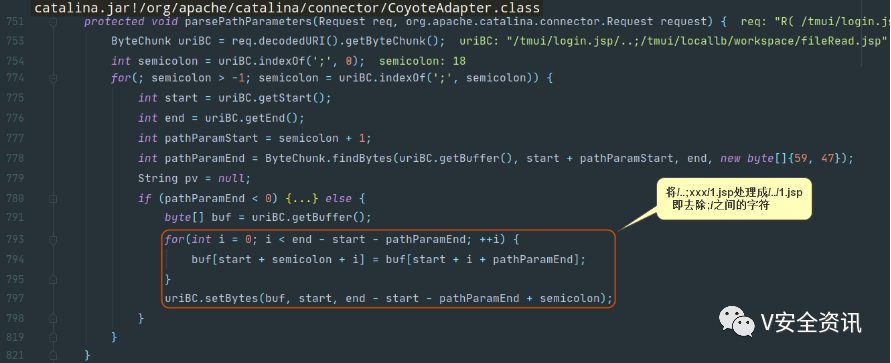 catalina.jar!/org/apache/catalina/connector/CoyoteAdapter.class
751 protected void parsePathParameters(Request req, org.apache.catalina.connector.Request request) {  req: "R( /tmui/login.js
753 ByteChunk uriBC = req.decodedURI().getByteChunk();  uriBC: "/tmui/login.jsp/..;/tmui/locallb/workspace/fileRead.jsp"
754 int semicolon = uriBC.indexOf(';', 0);  semicolon: 18
774 for(; semicolon > -1; semicolon = uriBC.indexOf(';', semicolon)) {
775 int start = uriBC.getStart();
776 int end = uriBC.getEnd();
777 int pathParamStart = semicolon + 1;
778 int pathParamEnd = ByteChunk.findBytes(uriBC.getBuffer(), start + pathParamStart, end, new byte[]{59, 47});
779 String pv = null;
780 if (pathParamEnd < 0) {...} else {
791 byte[] buf = uriBC.getBuffer();
793 for(int i = 0; i < end - start - pathParamEnd; ++i) {
794 buf[start + semicolon + i] = buf[start + i + pathParamEnd];
795 }
797 uriBC.setBytes(buf, start, end - start - pathParamEnd + semicolon);
798 }
819 }
821 }
将/..;xxx/1.jsp处理成/../1.jsp
即去除;/之间的字符
V安全资讯